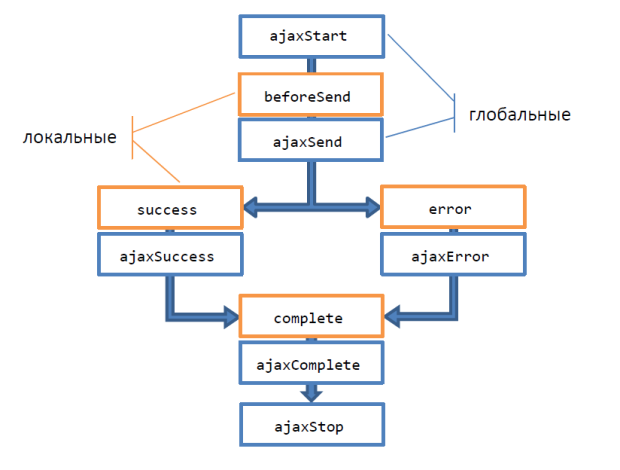 ajaxStart
beforeSend
глобальные
локальные
ajaxSend
success
error
ajaxSuccess
ajaxError
complete
ajaxComplete
ajaxStop